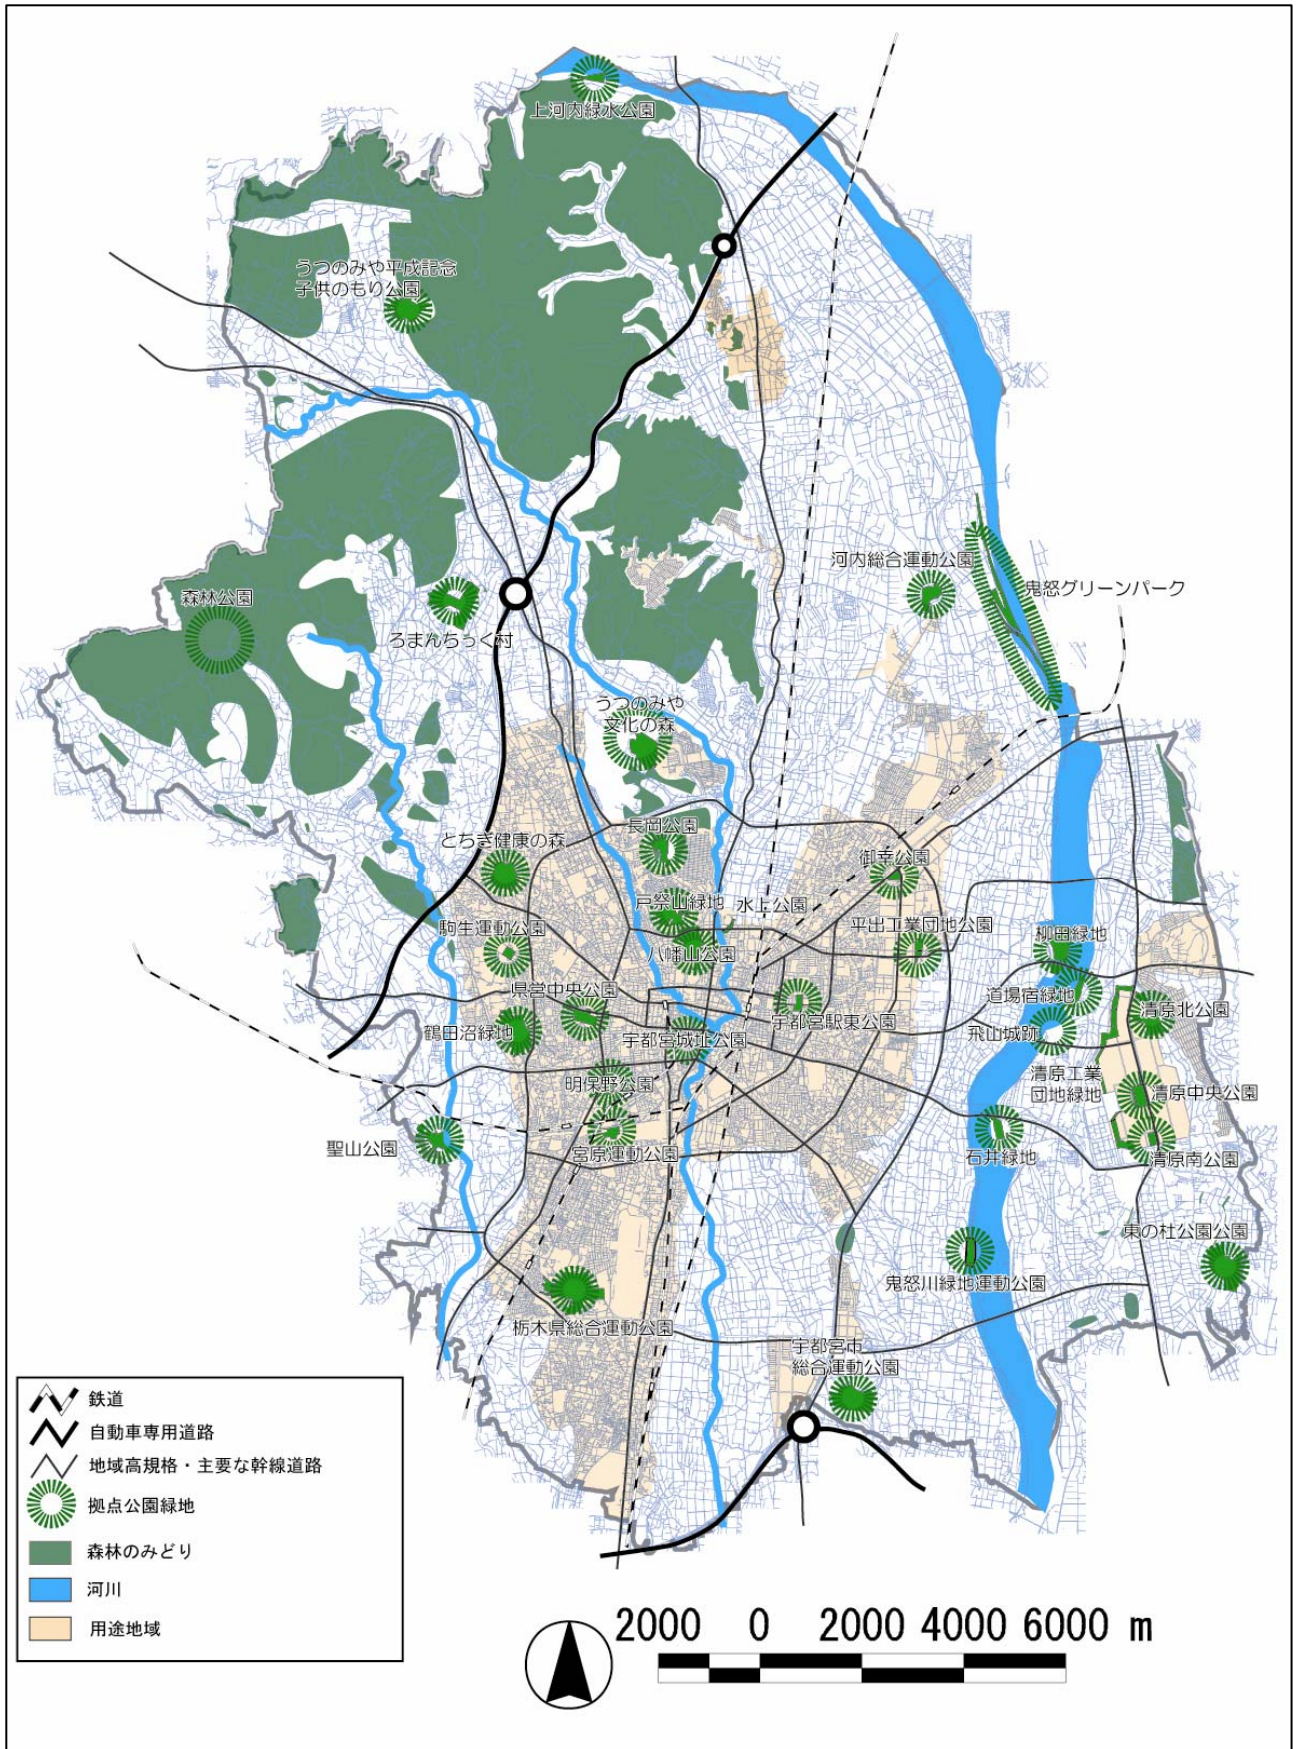 上河内緑水公園
うつのみや平成記念
子供のもり公園
河内総合運動公園
鬼怒グリーンパーク
森林公園
ろまんちっく村
うつのみや
文化の森
長岡公園
とちぎ健康の森
御幸公園
戸祭山緑地
水上公園
駒生運動公園
平出工業団地公園
柳田緑地
八幡山公園
県営中央公園
道場宿緑地
清原北公園
宇都宮駅東公園
鶴田沼緑地
宇都宮城址公園
飛山城跡
明保野公園
清原工業
団地緑地
清原中央公園
聖山公園
宮原運動公園
石井緑地
清原南公園
東の杜公園公園
鬼怒川緑地運動公園
栃木県総合運動公園
宇都宮市
総合運動公園
鉄道
自動車専用道路
地域高規格・主要な幹線道路
拠点公園緑地
森林のみどり
河川
用途地域
2000 0 2000 4000 6000 m